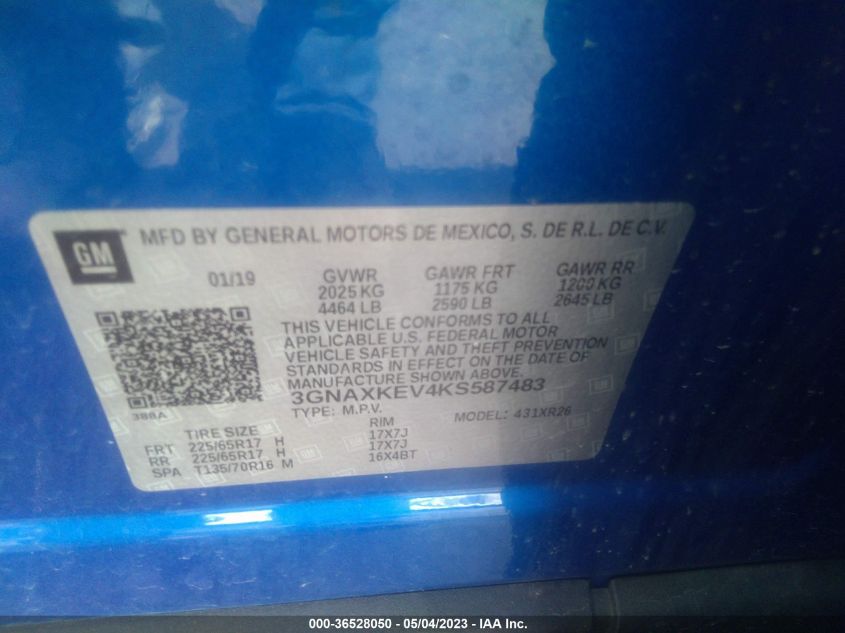 GM
MFD BY GENERAL MOTORS DE MEXICO, S. DE R.L. DE C.V.
01/19 GVWR GAWR FRT GAWR RR
2025 KG 1175 KG 1200 KG
4464 LB 2590 LB 2645 LB
THIS VEHICLE CONFORMS TO ALL
APPLICABLE U.S. FEDERAL MOTOR
VEHICLE SAFETY AND THEFT PREVENTION
STANDARDS IN EFFECT ON THE DATE OF
MANUFACTURE SHOWN ABOVE.
3GNAXKEV4KS587483
388A
TYPE: M.P.V. MODEL: 431XR26
TIRE SIZE RIM
FRT 225/65R17 H 17X7J
RR 225/65R17 H 17X7J
SPA T135/70R16 M 16X4BT
000-36528050 - 05/04/2023 - IAA Inc.